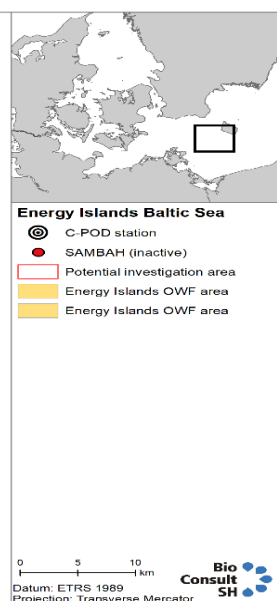 Energy Islands Baltic Sea
C-POD station
SAMBAH (inactive)
Potential investigation area
Energy Islands OWF area
Energy Islands OWF area
0 5 10
km
Bio
Consult
SH
Datum: ETRS 1989
Projection: Transverse Mercator